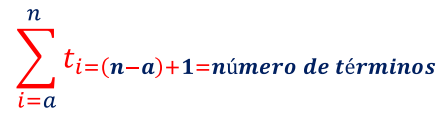 n
∑ t i=(n−a)+1=número de términos
i=a